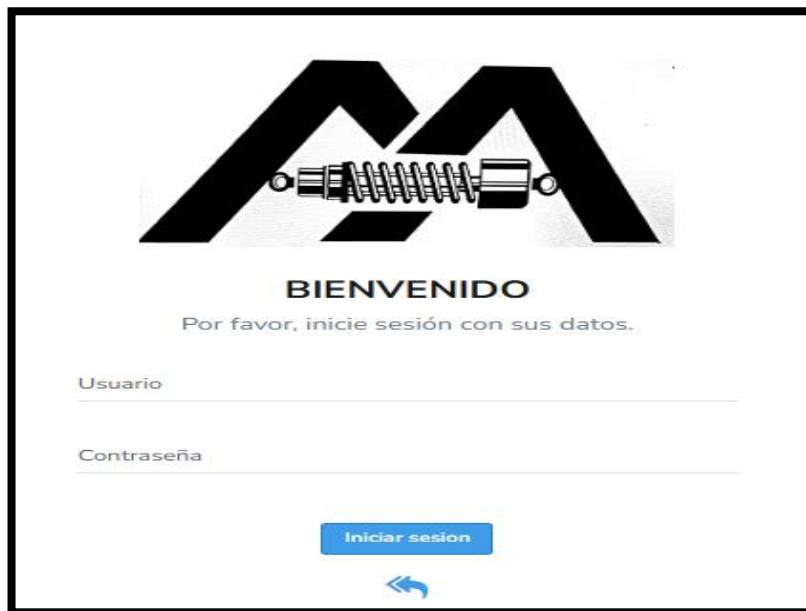 BIENVENIDO
Por favor, inicie sesión con sus datos.
Usuario
Contraseña
Iniciar sesion